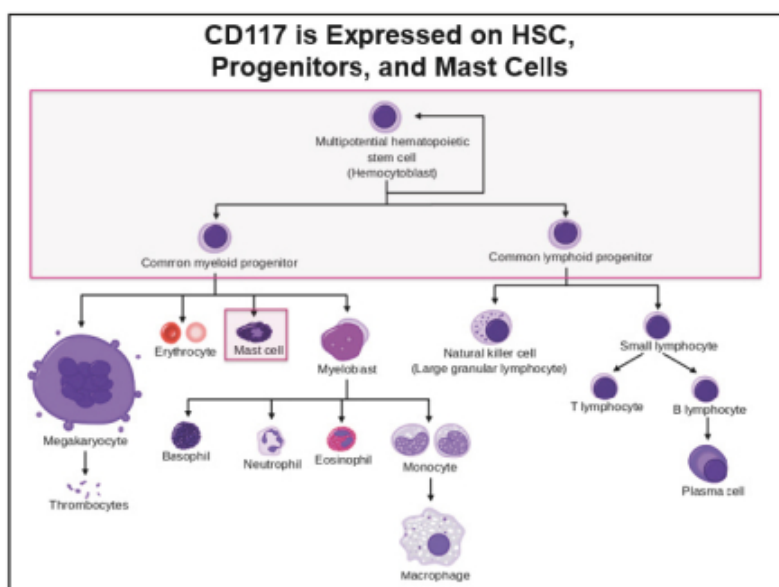 CD117 is Expressed on HSC,
Progenitors, and Mast Cells
Multipotential hematopoietic
stem cell
(Hemocytoblast)
Common myeloid progenitor
Common lymphoid progenitor
Erythrocyte
Mast cell
Myeloblast
Natural killer cell
(Large granular lymphocyte)
Small lymphocyte
T lymphocyte
B lymphocyte
Megakaryocyte
Basophil
Neutrophil
Eosinophil
Monocyte
Plasma cell
Thrombocytes
Macrophage